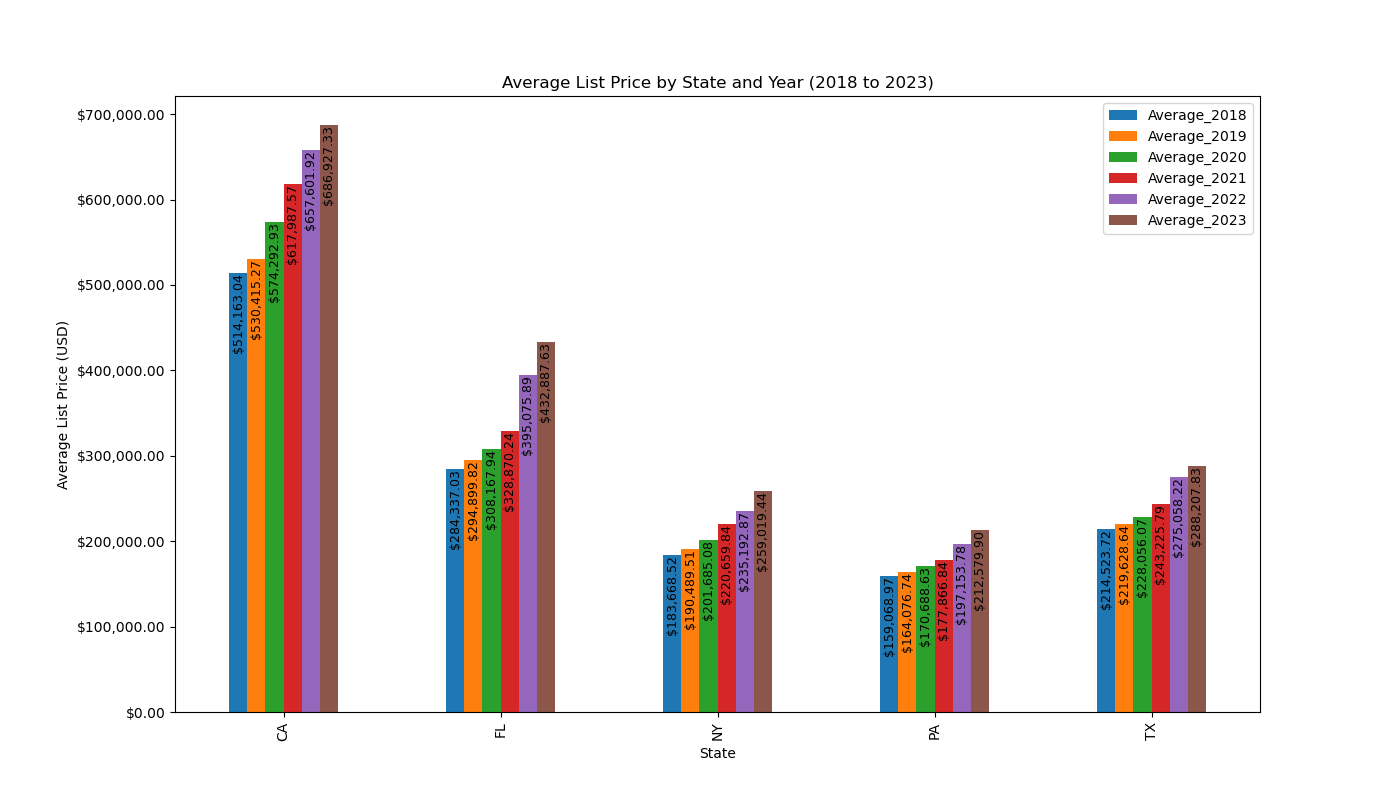 Average List Price by State and Year (2018 to 2023)
Average List Price (USD)
$700,000.00
$600,000.00
$500,000.00
$400,000.00
$300,000.00
$200,000.00
$100,000.00
$0.00
Average_2018
Average_2019
Average_2020
Average_2021
Average_2022
Average_2023
$514,163.04
$530,415.27
$574,292.93
$617,987.57
$657,601.92
$686,927.33
$284,337.03
$294,899.82
$308,167.94
$328,870.24
$395,075.89
$432,887.63
$183,668.52
$190,489.51
$201,685.08
$220,659.84
$235,192.87
$259,019.44
$159,068.97
$164,076.74
$170,688.63
$177,866.84
$197,153.78
$212,579.90
$214,523.72
$219,628.64
$228,056.07
$243,225.79
$275,058.22
$288,207.83
CA
FL
NY
PA
TX
State